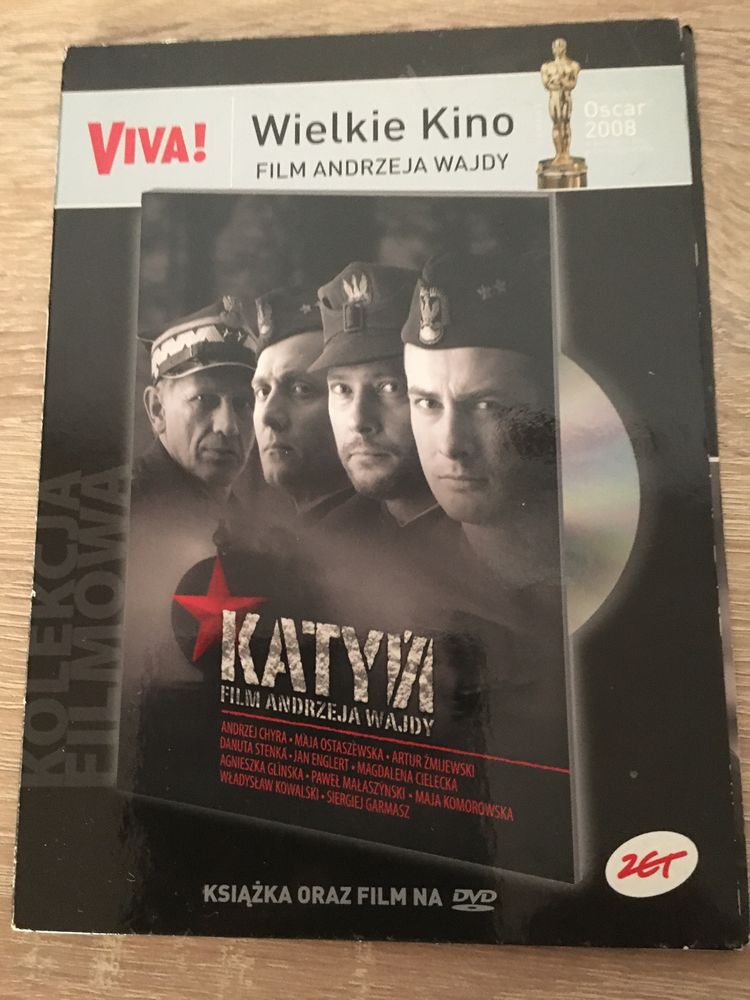 VIVA!
Wielkie Kino
FILM ANDRZEJA WAJDY
Oscar
2008
KOLEKCJA
FILMOWA
KATYŃ
FILM ANDRZEJA WAJDY
ANDRZEJ CHYRA • MAJA OSTASZEWSKA • ARTUR ŻMIJEWSKI
DANUTA STENKA • JAN ENGLERT • MAGDALENA CIELECKA
AGNIESZKA GLIŃSKA • PAWEŁ MAŁASZYŃSKI • MAJA KOMOROWSKA
WŁADYSŁAW KOWALSKI • SIERGIEJ GARMASZ
KSIĄŻKA ORAZ FILM NA DVD
ZET